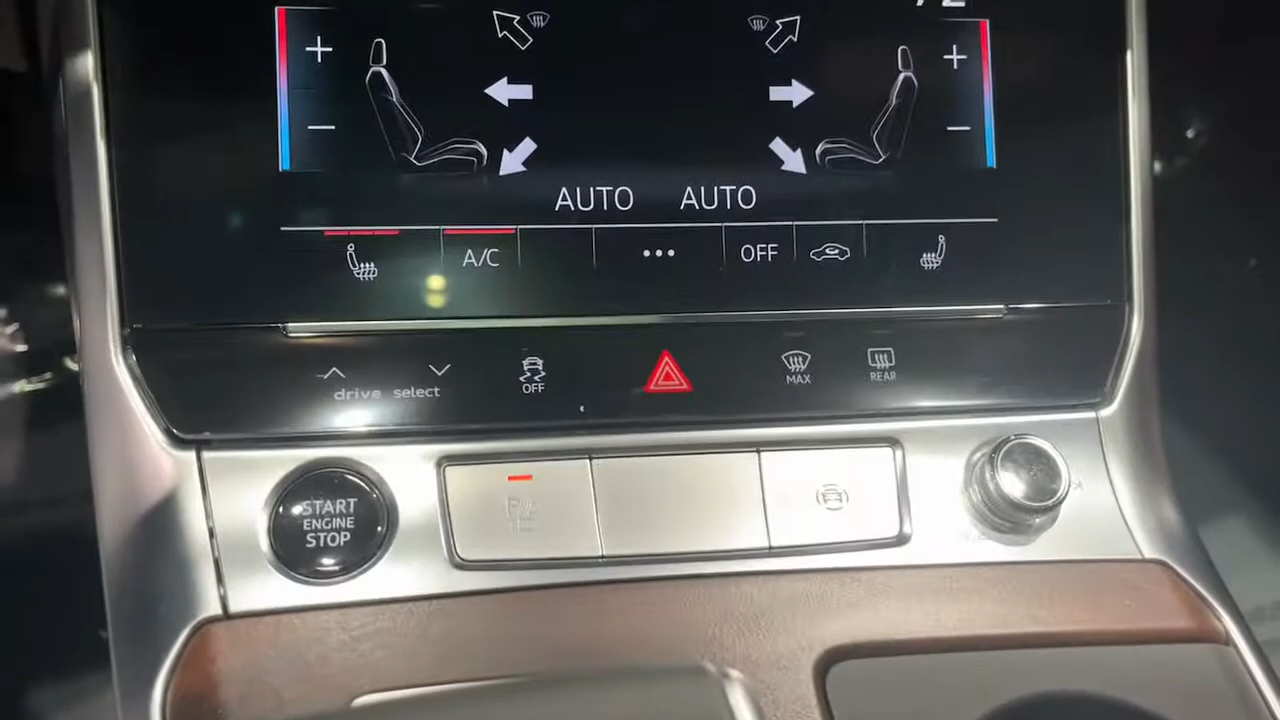 AUTO AUTO
A/C
OFF
drive select
OFF
MAX
REAR
START
ENGINE
STOP